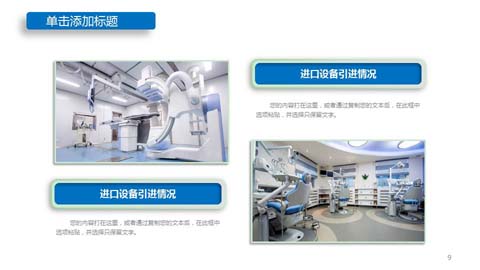 单击添加标题
进口设备引进情况
您的内容打在这里，或者通过复制您的文本后，在此框中
选项粘贴，并选择只保留文字。
进口设备引进情况
您的内容打在这里，或者通过复制您的文本后，在此框中
选项粘贴，并选择只保留文字。
9